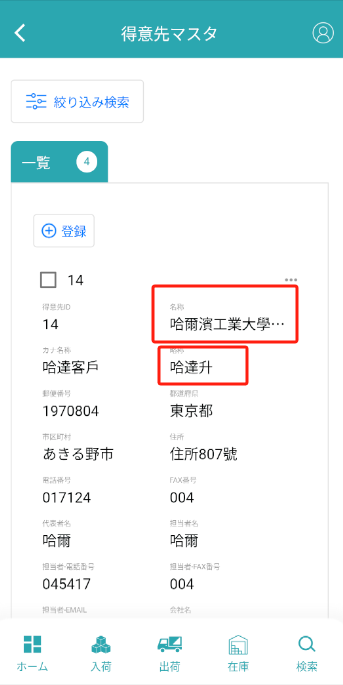 得意先マスタ
絞り込み検索
一覧 4
登録
14
得意先ID 名称
14 哈爾濱工業大學…
カナ名称 略称
哈達客戶 哈達升
郵便番号 都道府県
1970804 東京都
市区町村 住所
あきる野市 住所807號
電話番号 FAX番号
017124 004
代表者名 担当者名
哈爾 哈爾
担当者-電話番号 担当者-FAX番号
045417 004
担当者-EMAIL 会社名
ホーム 入荷 出荷 在庫 検索